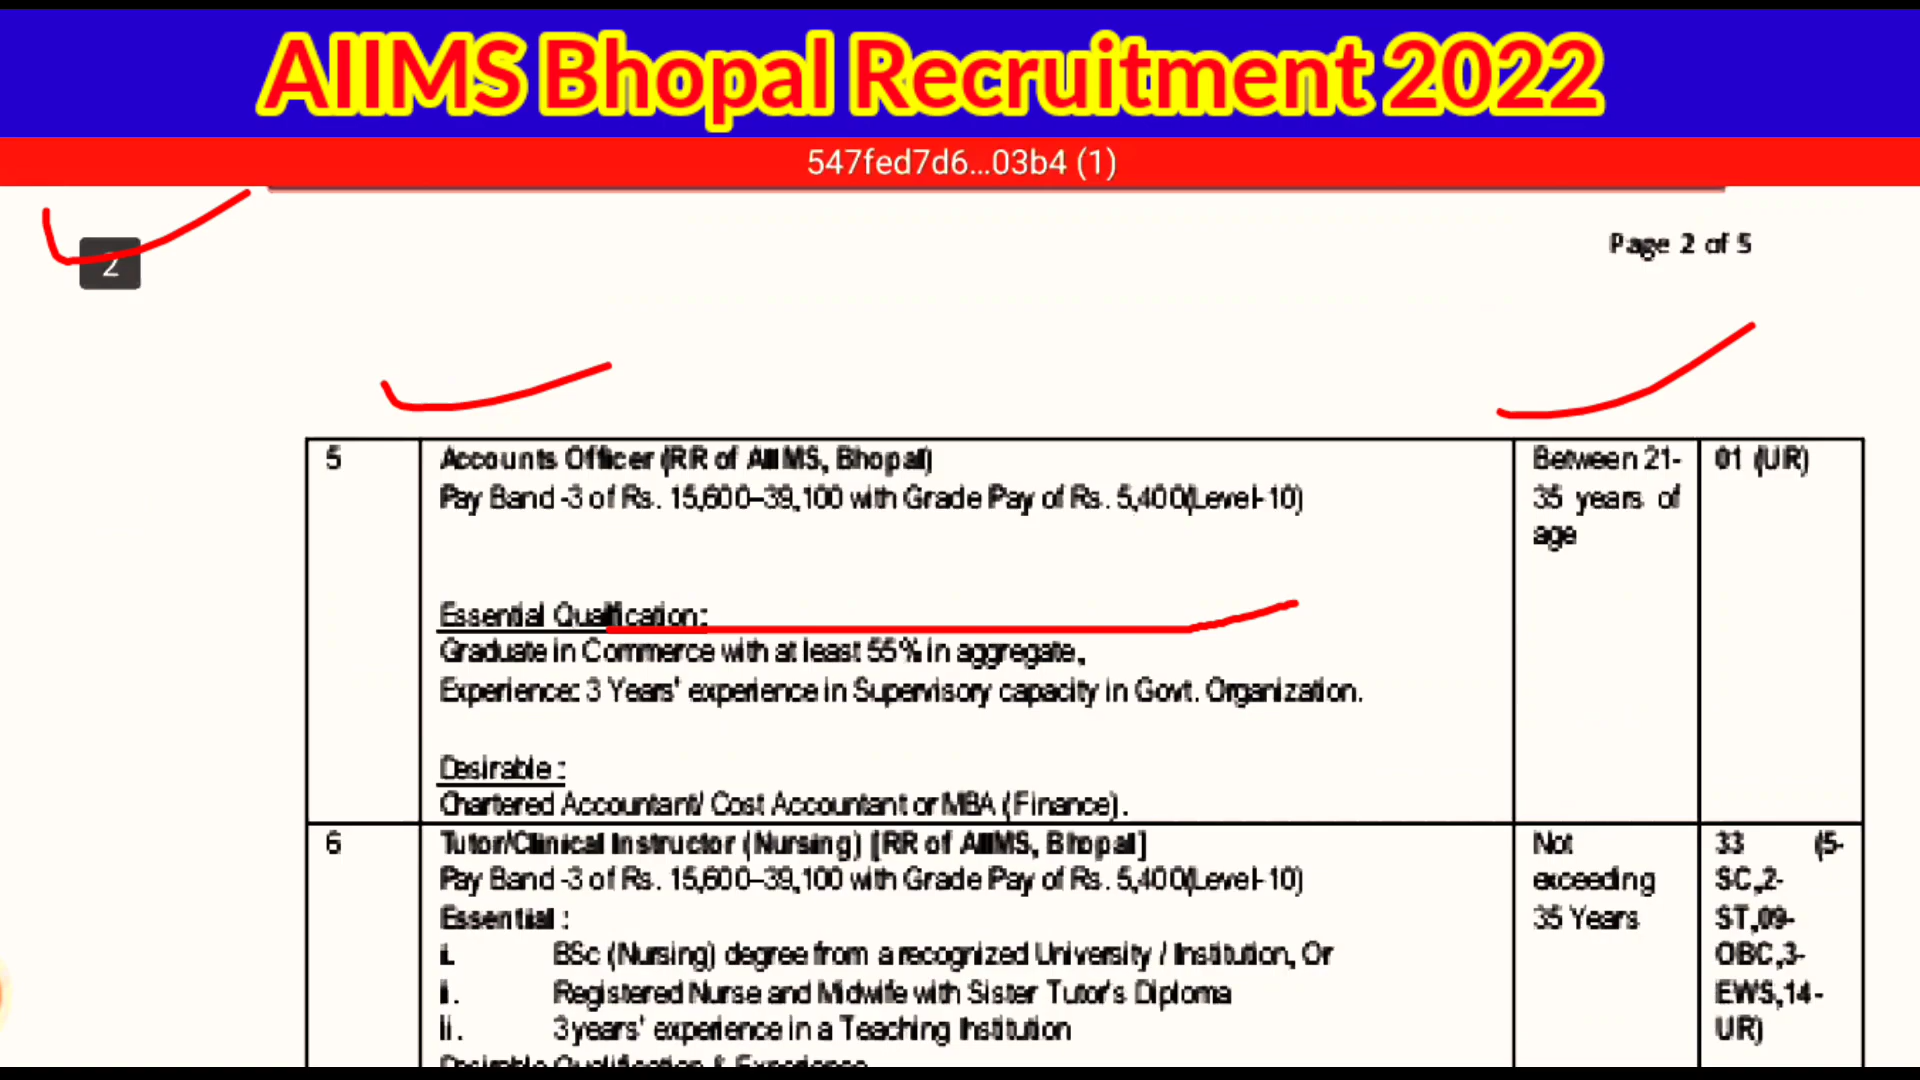 AIIMS Bhopal Recruitment 2022
547fed7d6...03b4 (1)
2
Page 2 of 5
5
Accounts Officer (RR of AIIMS, Bhopal)
Pay Band -3 of Rs. 15,600–39,100 with Grade Pay of Rs. 5,400(Level-10)
Essential Qualification:
Graduate in Commerce with at least 55% in aggregate,
Experience: 3 Years' experience in Supervisory capacity in Govt. Organization.
Desirable :
Chartered Accountant/ Cost Accountant or MBA (Finance).
Between 21-
35 years of
age
01 (UR)
6
Tutor/Clinical Instructor (Nursing) [RR of AIIMS, Bhopal]
Pay Band -3 of Rs. 15,600–39,100 with Grade Pay of Rs. 5,400(Level-10)
Essential :
i. BSc (Nursing) degree from a recognized University / Institution, Or
ii. Registered Nurse and Midwife with Sister Tutor's Diploma
iii. 3 years' experience in a Teaching Institution
Desirable Qualification & Experience
Not
exceeding
35 Years
33 (5-
SC,2-
ST,09-
OBC,3-
EWS,14-
UR)